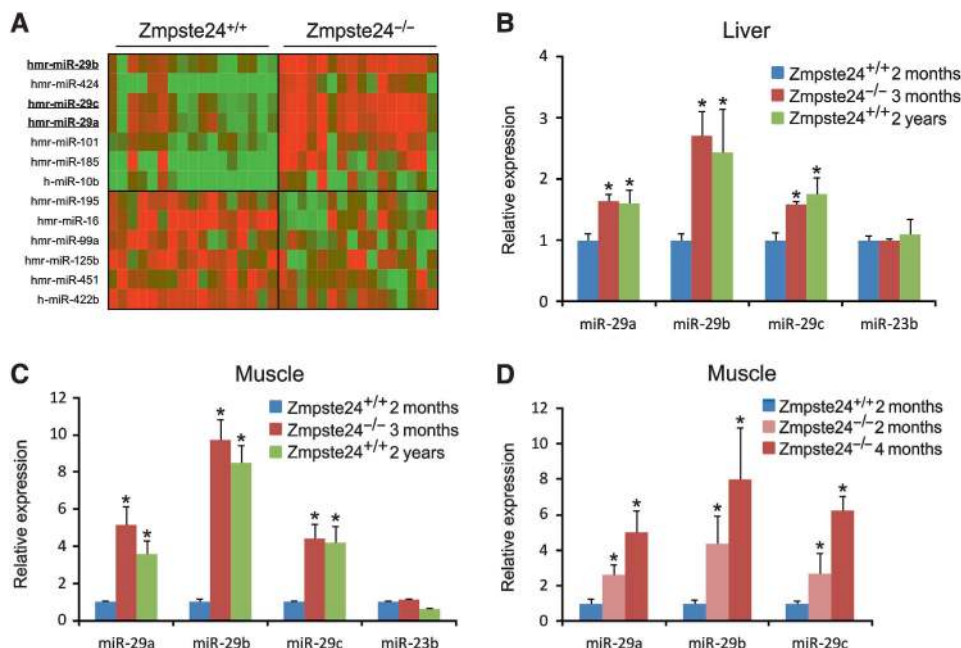 A
Zmpste24+/+ Zmpste24−/−
hmr-miR-29b
hmr-miR-424
hmr-miR-29c
hmr-miR-29a
hmr-miR-101
hmr-miR-185
h-miR-10b
hmr-miR-195
hmr-miR-16
hmr-miR-99a
hmr-miR-125b
hmr-miR-451
h-miR-422b
B
Liver
Zmpste24+/+ 2 months
Zmpste24−/− 3 months
Zmpste24+/+ 2 years
Relative expression
4
3
2
1
0
* * * * * *
miR-29a miR-29b miR-29c miR-23b
C
Muscle
Zmpste24+/+ 2 months
Zmpste24−/− 3 months
Zmpste24+/+ 2 years
Relative expression
12
10
8
6
4
2
0
* * * * * *
miR-29a miR-29b miR-29c miR-23b
D
Muscle
Zmpste24+/+ 2 months
Zmpste24−/− 2 months
Zmpste24−/− 4 months
Relative expression
12
10
8
6
4
2
0
* * * * * *
miR-29a miR-29b miR-29c